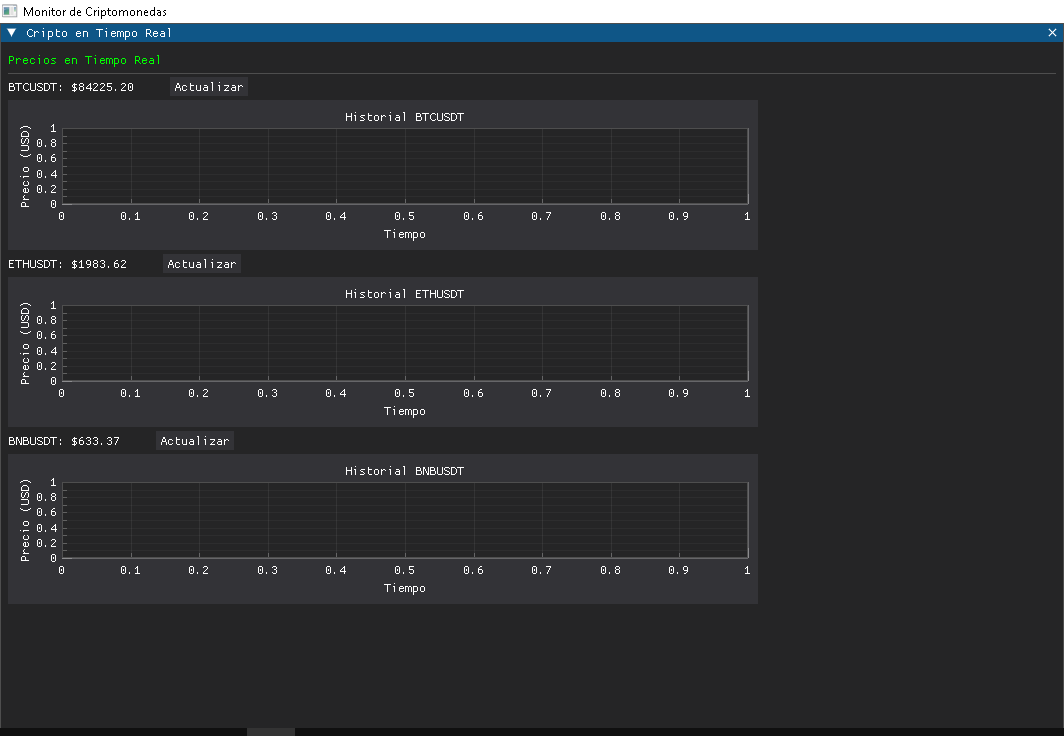 Monitor de Criptomonedas
Cripto en Tiempo Real
Precios en Tiempo Real
BTCUSDT: $84225.20 Actualizar
Historial BTCUSDT
Precio (USD)
1
0.8
0.6
0.4
0.2
0
0 0.1 0.2 0.3 0.4 0.5 0.6 0.7 0.8 0.9 1
Tiempo
ETHUSDT: $1983.62 Actualizar
Historial ETHUSDT
Precio (USD)
1
0.8
0.6
0.4
0.2
0
0 0.1 0.2 0.3 0.4 0.5 0.6 0.7 0.8 0.9 1
Tiempo
BNBUSDT: $633.37 Actualizar
Historial BNBUSDT
Precio (USD)
1
0.8
0.6
0.4
0.2
0
0 0.1 0.2 0.3 0.4 0.5 0.6 0.7 0.8 0.9 1
Tiempo